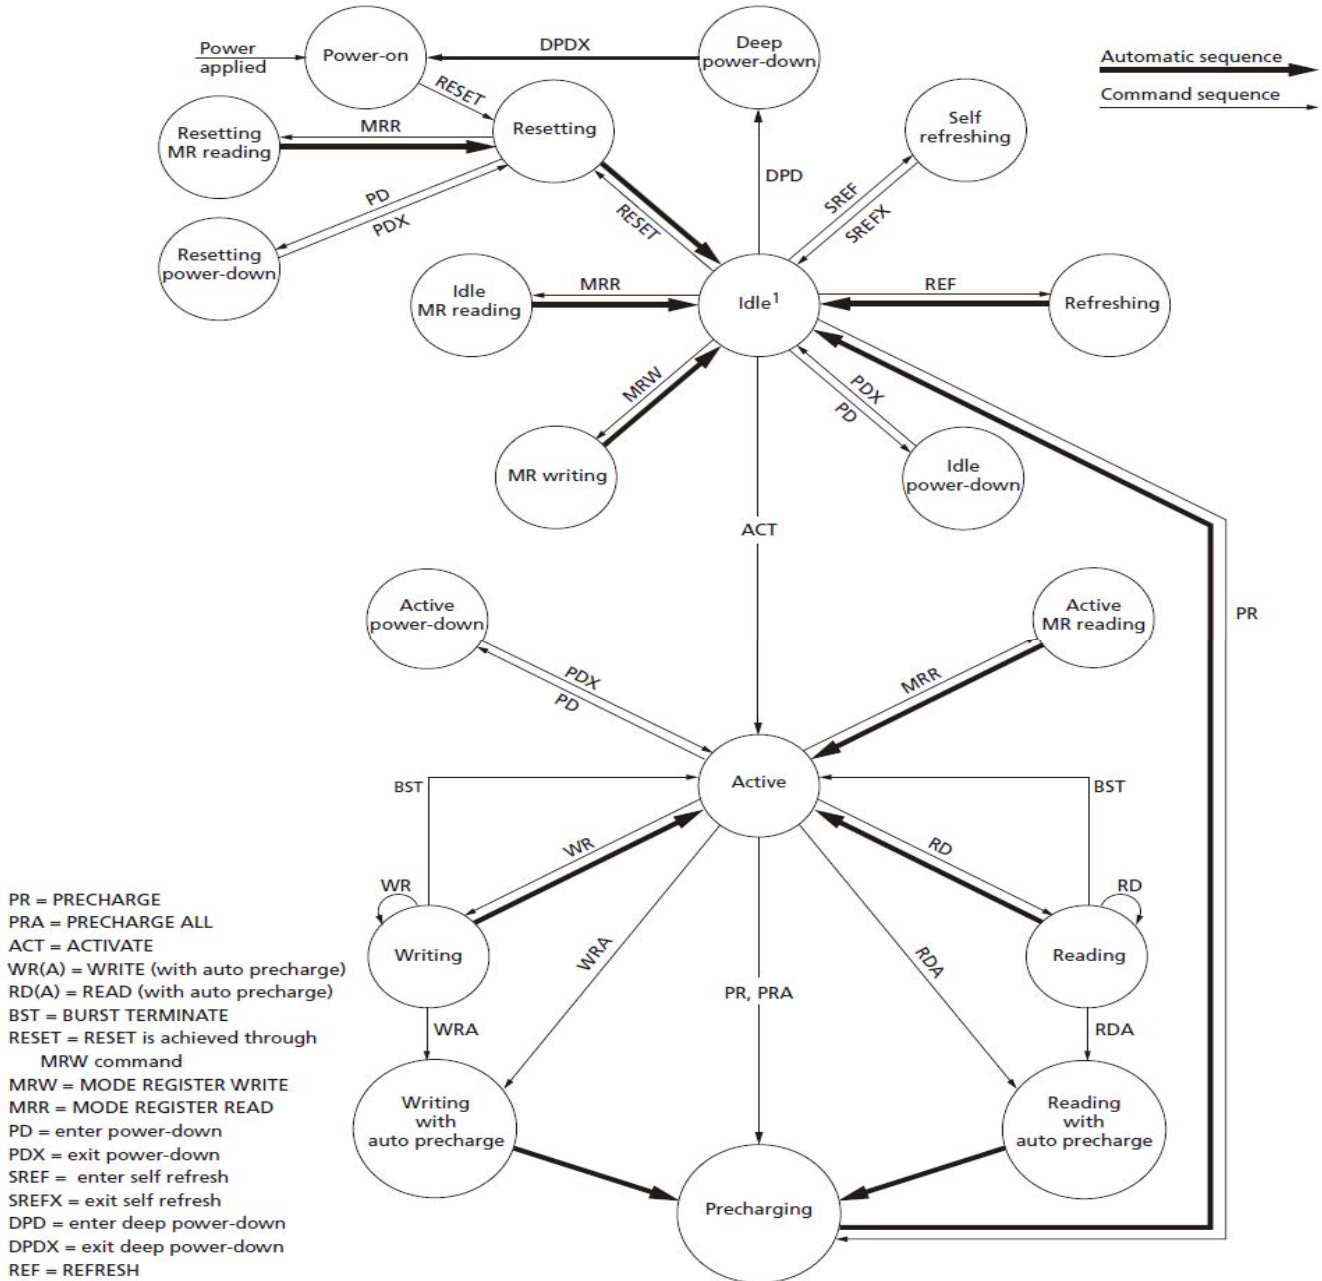 Power
applied
Power-on
DPDX
Deep
power-down
Automatic sequence
Command sequence
RESET
Resetting
MR reading
MRR
Resetting
Self
refreshing
DPD
PD
PDX
SREF
SREFX
RESET
Resetting
power-down
Idle
MR reading
MRR
Idle1
REF
Refreshing
MRW
PDX
PD
MR writing
Idle
power-down
ACT
Active
power-down
Active
MR reading
PR
PDX
PD
MRR
Active
BST
BST
WR
RD
WR
RD
Writing
Reading
WRA
RDA
PR, PRA
WRA
RDA
Writing
with
auto precharge
Reading
with
auto precharge
Precharging
PR = PRECHARGE
PRA = PRECHARGE ALL
ACT = ACTIVATE
WR(A) = WRITE (with auto precharge)
RD(A) = READ (with auto precharge)
BST = BURST TERMINATE
RESET = RESET is achieved through
MRW command
MRW = MODE REGISTER WRITE
MRR = MODE REGISTER READ
PD = enter power-down
PDX = exit power-down
SREF = enter self refresh
SREFX = exit self refresh
DPD = enter deep power-down
DPDX = exit deep power-down
REF = REFRESH